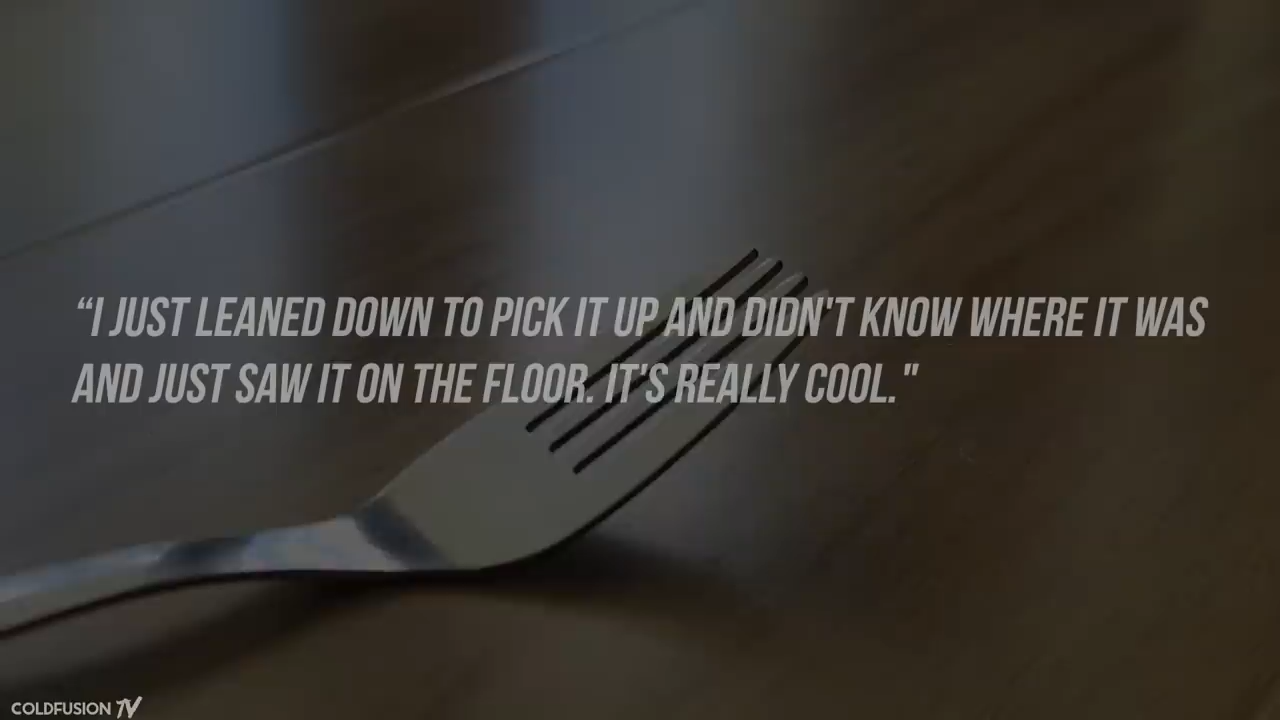 “I JUST LEANED DOWN TO PICK IT UP AND DIDN'T KNOW WHERE IT WAS
AND JUST SAW IT ON THE FLOOR. IT'S REALLY COOL."
COLDFUSION TV